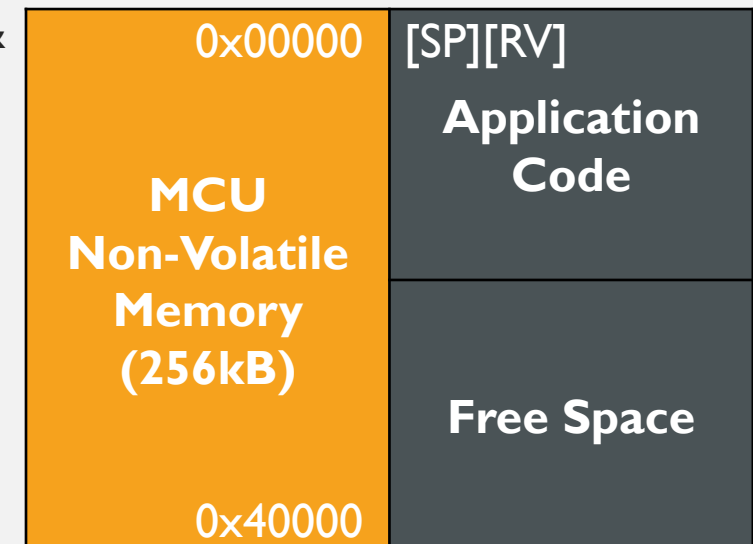 x
0x00000
[SP][RV]
Application
Code
MCU
Non-Volatile
Memory
(256kB)
Free Space
0x40000